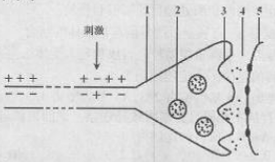 1 2 3 4 5
刺激
+ + + + - + +
- - - - + -